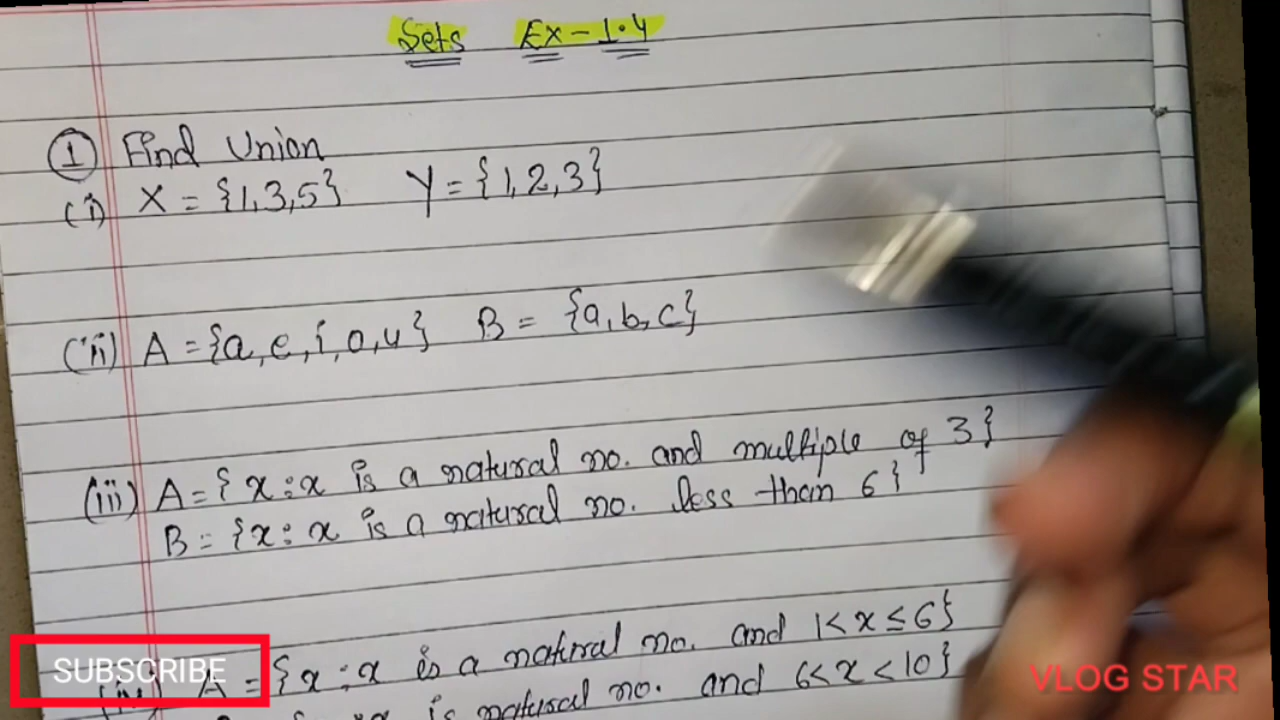 Sets Ex - 1.4
① Find Union
(i) X = {1,3,5} Y = {1,2,3}
(ii) A = {a,e,i,o,u} B = {a,b,c}
(iii) A = {x:x is a natural no. and multiple of 3}
B = {x: x is a natural no. less than 6}
A = {x:x is a natural no. and 1<x≤6}
is natural no. and 6<x<10}
SUBSCRIBE
VLOG STAR